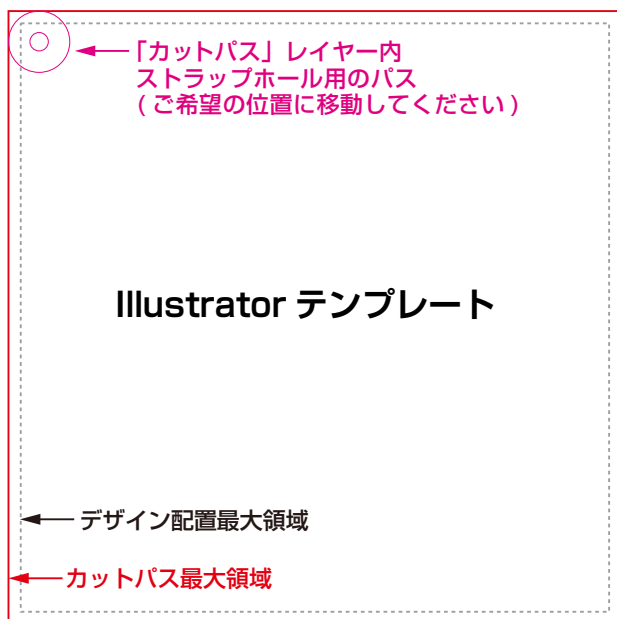 「カットパス」レイヤー内
ストラップホール用のパス
(ご希望の位置に移動してください)
Illustrator テンプレート
デザイン配置最大領域
カットパス最大領域